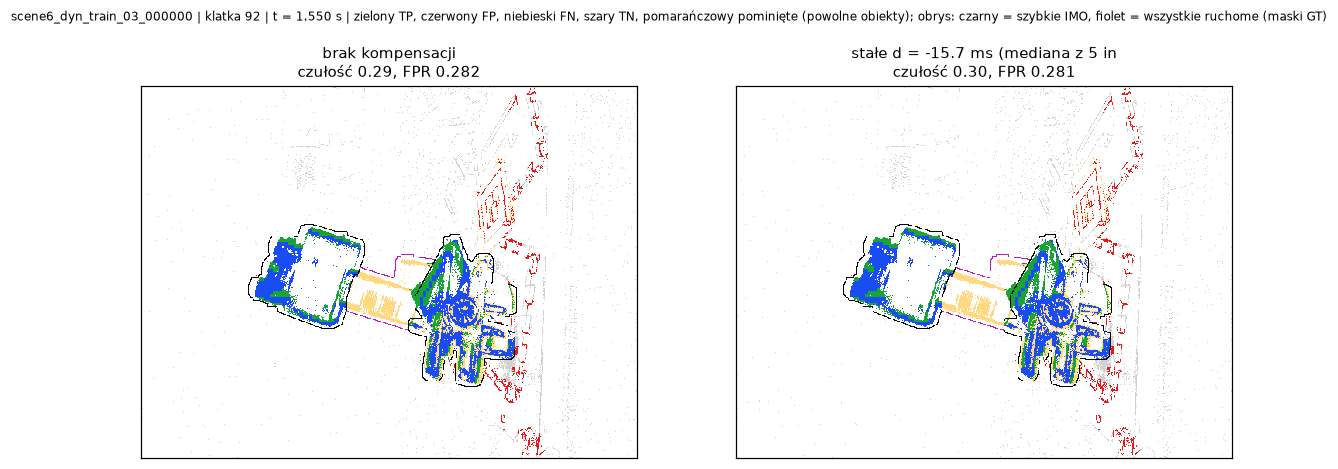 scene6_dyn_train_03_000000 | klatka 92 | t = 1.550 s | zielony TP, czerwony FP, niebieski FN, szary TN, pomarańczowy pominięte (powolne obiekty); obrys: czarny = szybkie IMO, fiolet = wszystkie ruchome (maski GT)
brak kompensacji
czułość 0.29, FPR 0.282
stałe d = -15.7 ms (mediana z 5 in
czułość 0.30, FPR 0.281